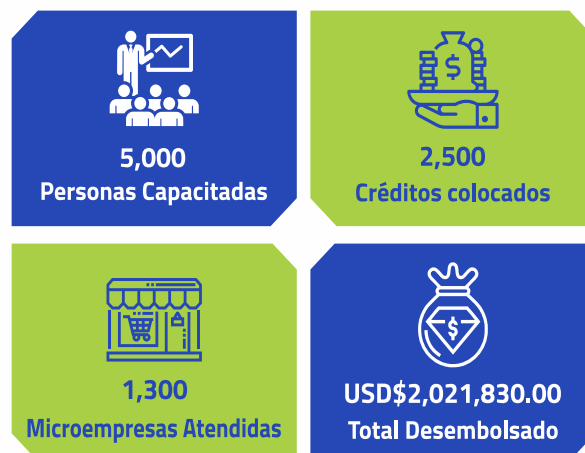 5,000
Personas Capacitadas
2,500
Créditos colocados
1,300
Microempresas Atendidas
USD$2,021,830.00
Total Desembolsado